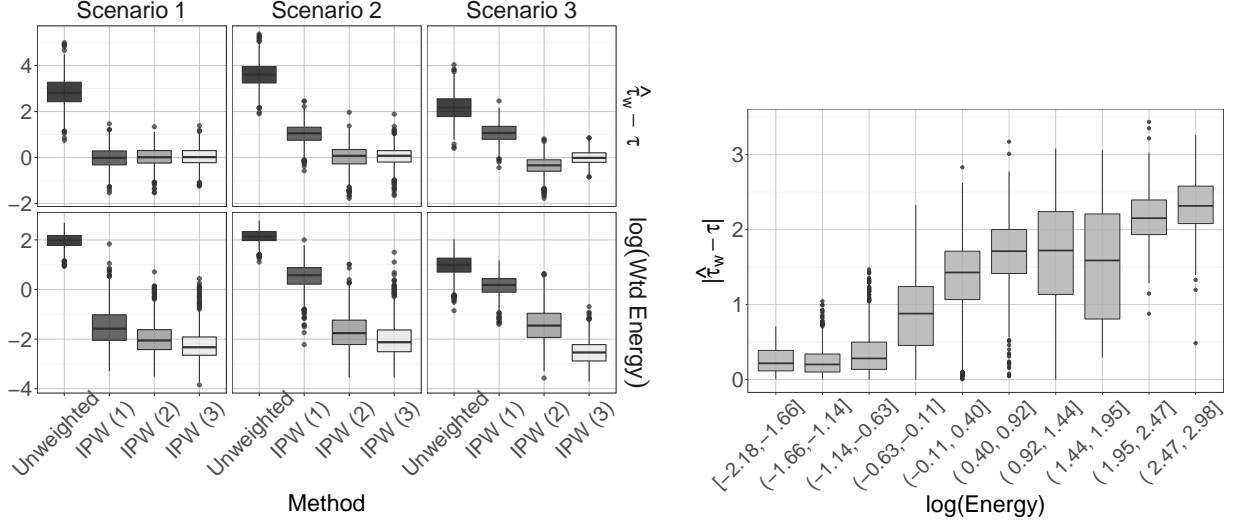 Scenario 1 Scenario 2 Scenario 3
4
2
0
−2
τ̂w − τ
2
0
−2
−4
log(Wtd Energy)
Unweighted IPW (1) IPW (2) IPW (3) Unweighted IPW (1) IPW (2) IPW (3) Unweighted IPW (1) IPW (2) IPW (3)
Method
|τ̂w − τ|
3
2
1
0
[−2.18,−1.66] (−1.66,−1.14] (−1.14,−0.63] (−0.63,−0.11] (−0.11, 0.40] ( 0.40, 0.92] ( 0.92, 1.44] ( 1.44, 1.95] ( 1.95, 2.47] ( 2.47, 2.98]
log(Energy)